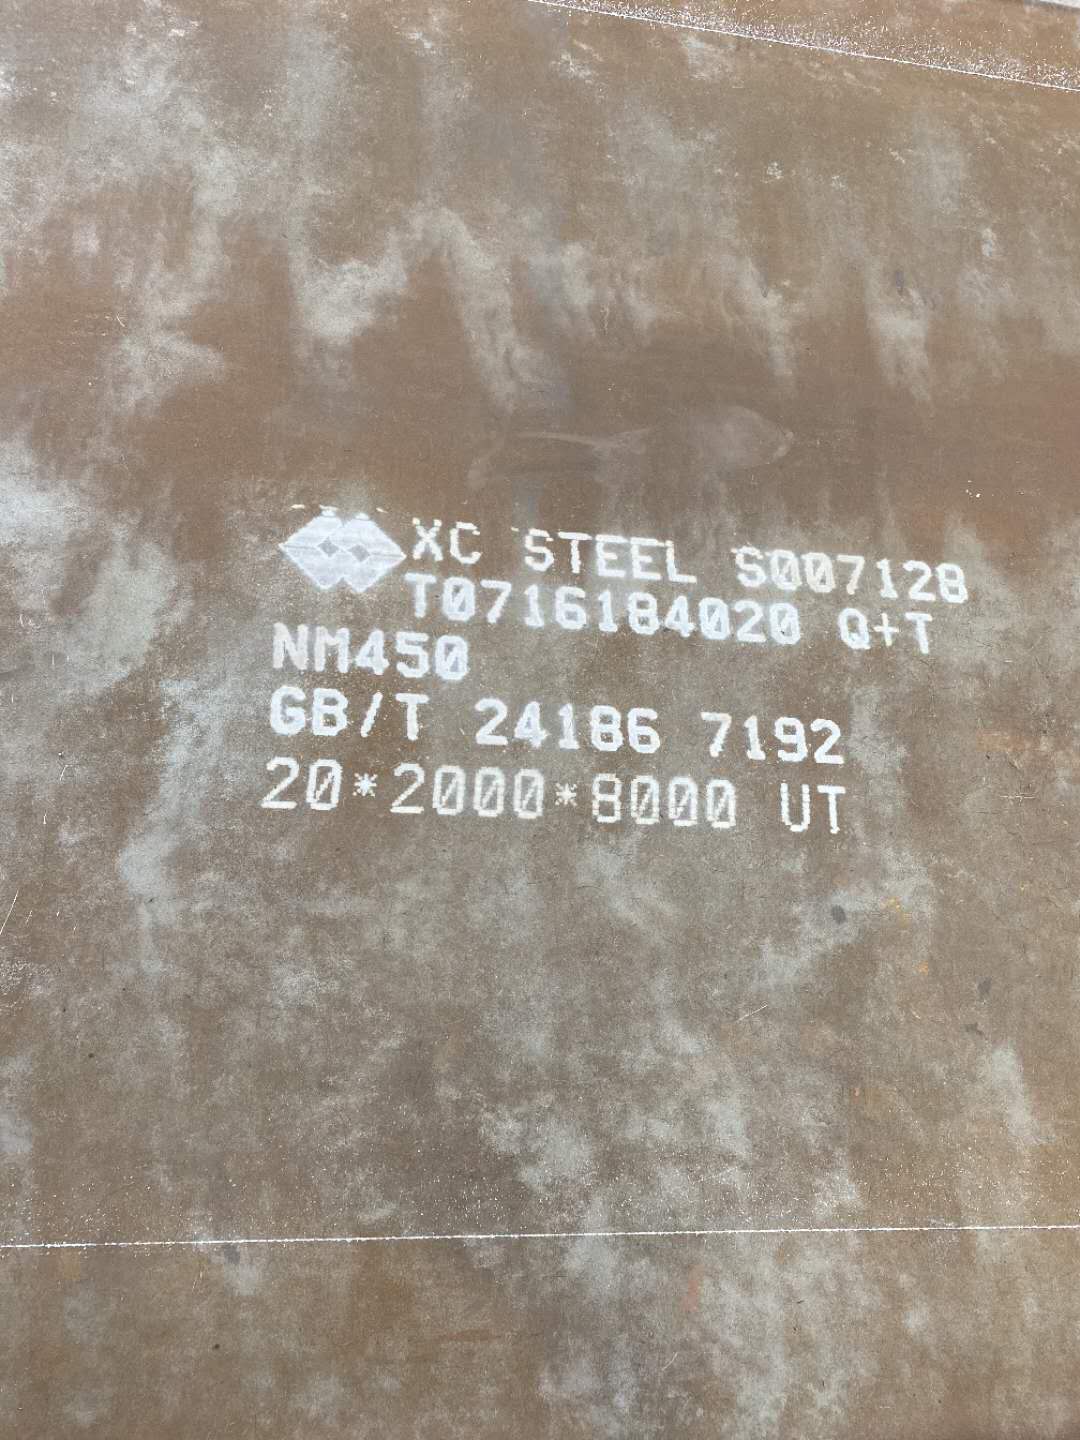 XC STEEL S007128
T0716184020 Q+T
NM450
GB/T 24186 7192
20*2000*8000 UT